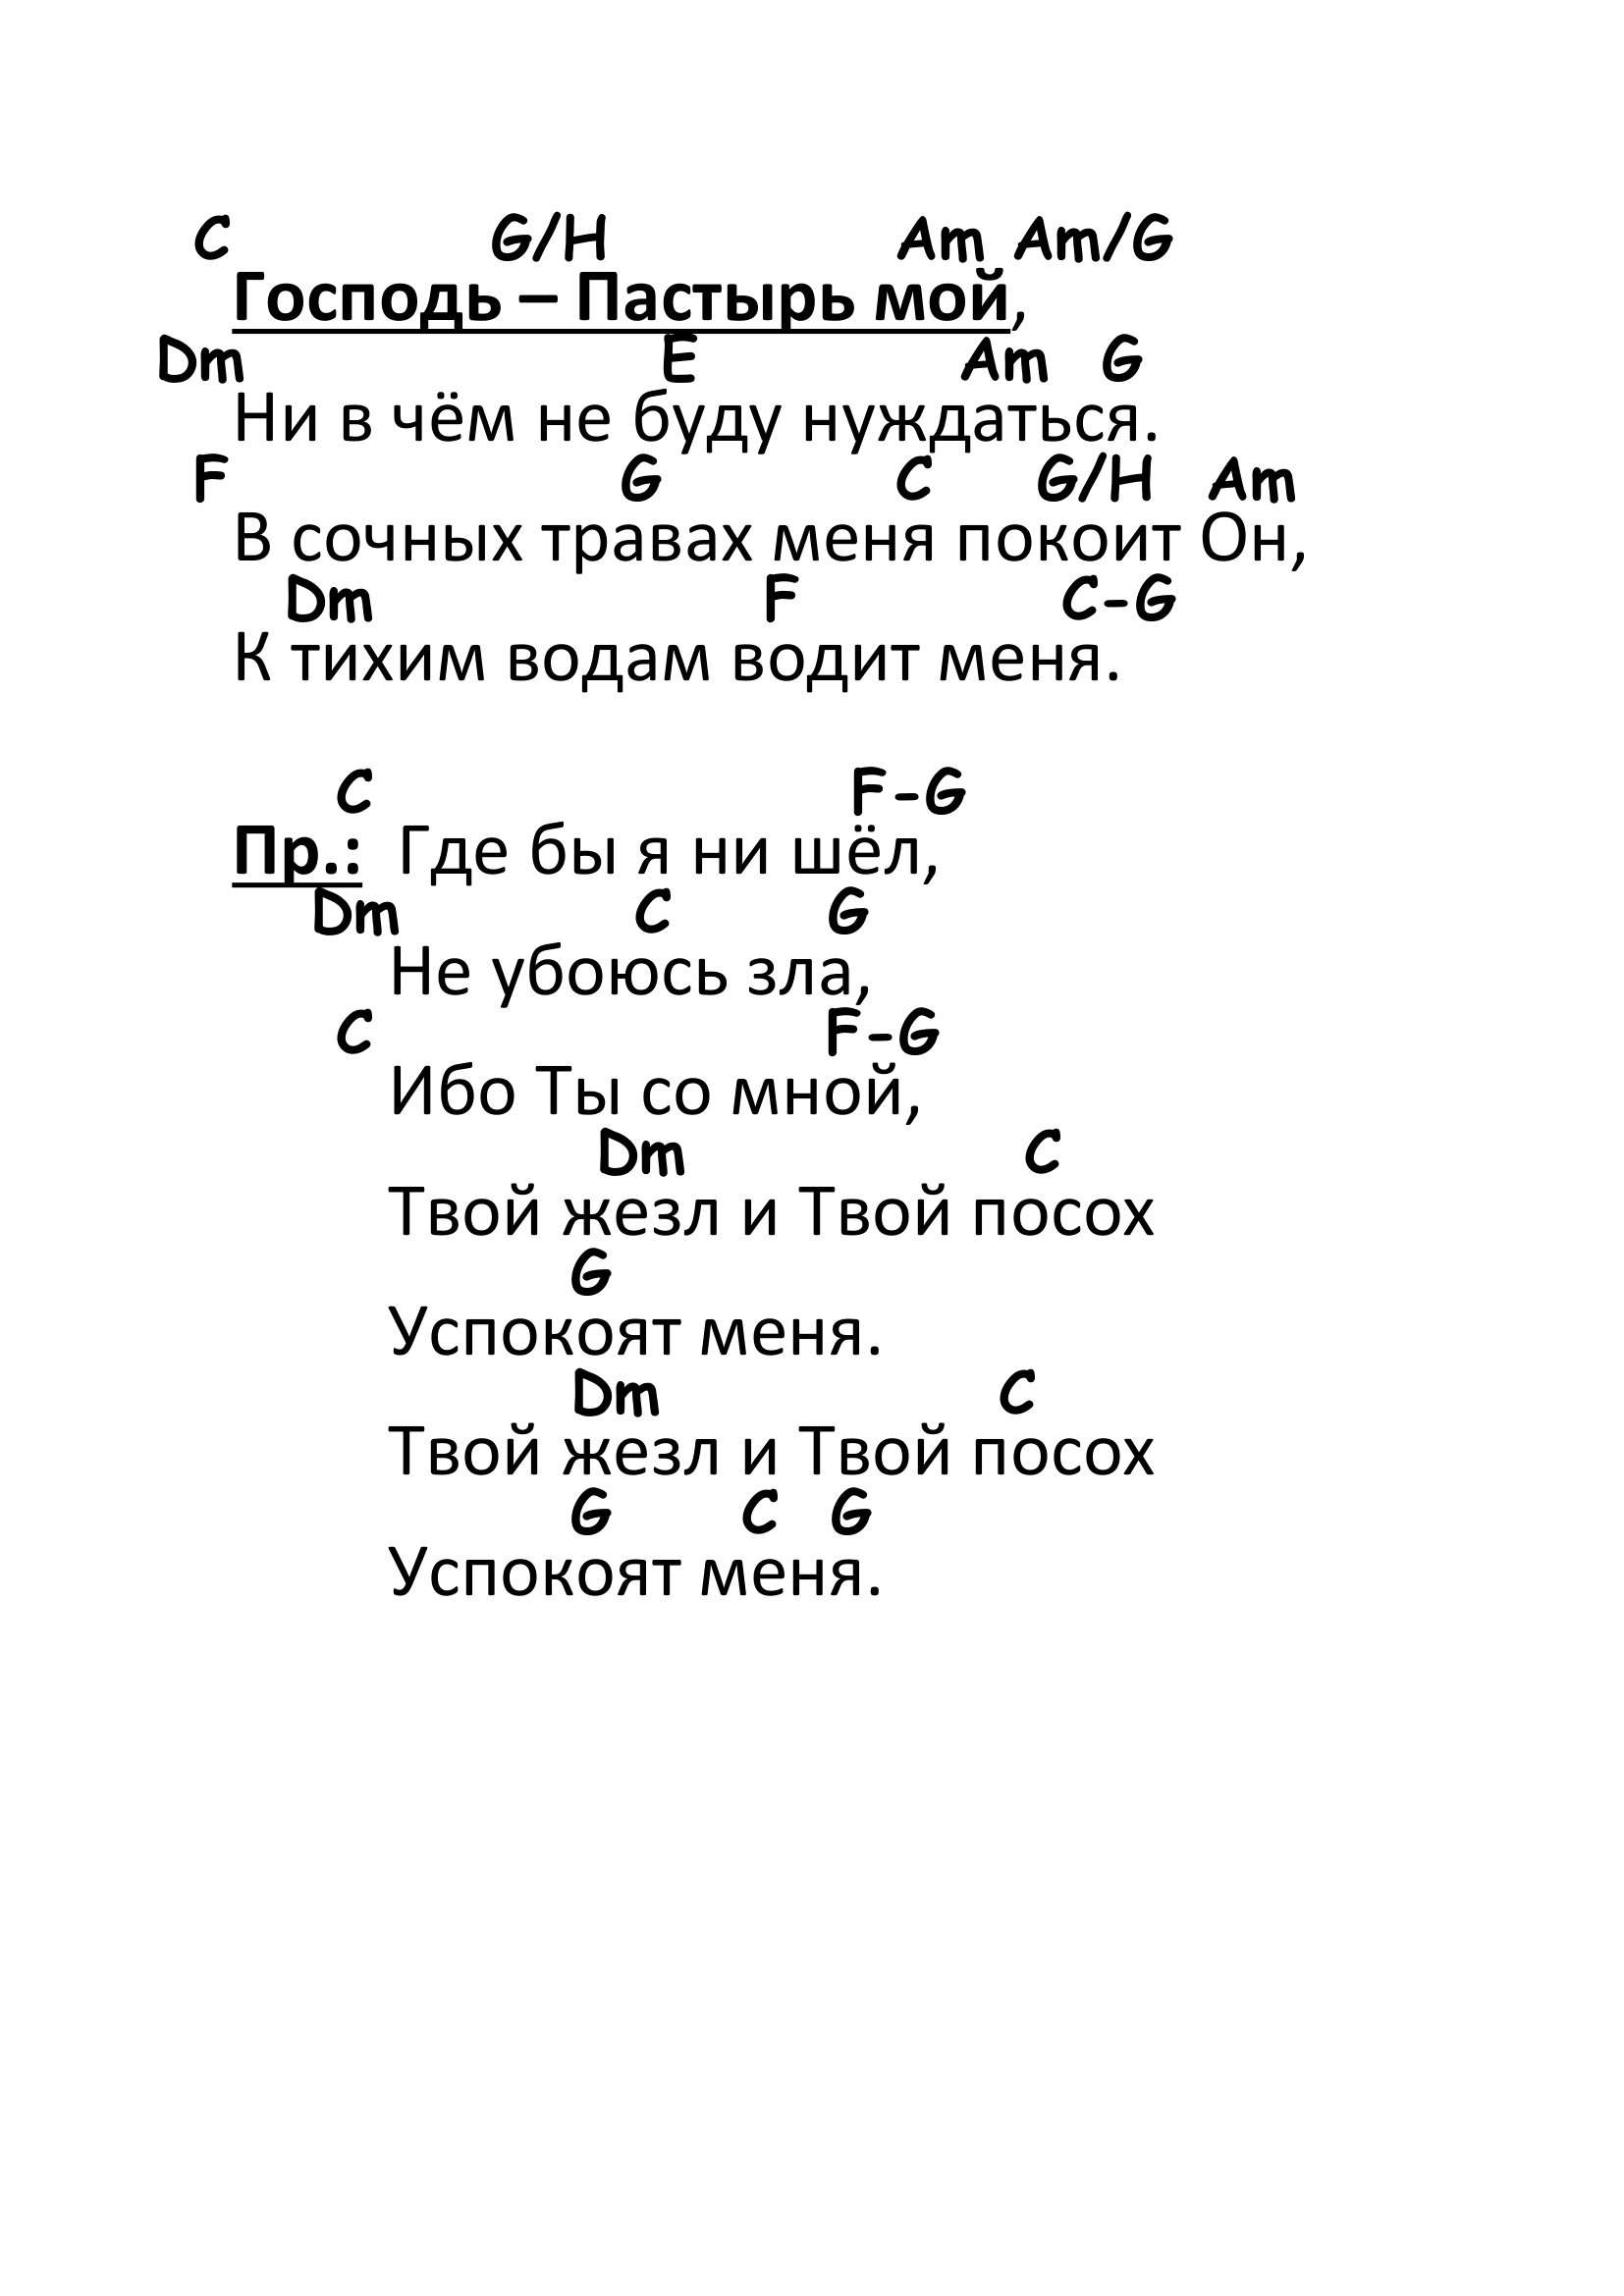 C G/H Am Am/G
Господь – Пастырь мой,
Dm E Am G
Ни в чём не буду нуждаться.
F G C G/H Am
В сочных травах меня покоит Он,
Dm F C-G
К тихим водам водит меня.
C F-G
Пр.: Где бы я ни шёл,
Dm C G
Не убоюсь зла,
C F-G
Ибо Ты со мной,
Dm C
Твой жезл и Твой посох
G
Успокоят меня.
Dm C
Твой жезл и Твой посох
G C G
Успокоят меня.